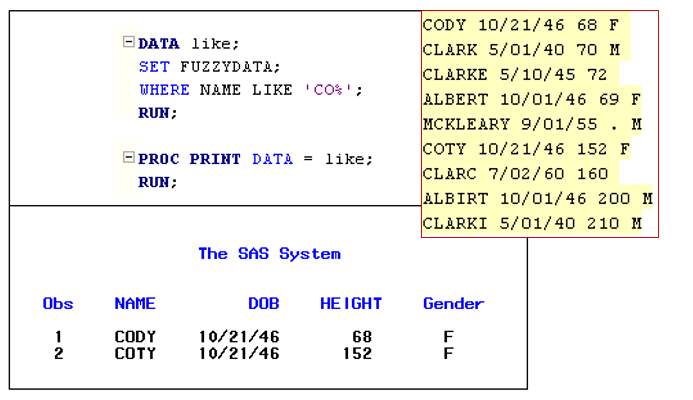 DATA like;
SET FUZZYDATA;
WHERE NAME LIKE 'CO%';
RUN;
PROC PRINT DATA = like;
RUN;
CODY 10/21/46 68 F
CLARK 5/01/40 70 M
CLARKE 5/10/45 72
ALBERT 10/01/46 69 F
MCKLEARY 9/01/55 . M
COTY 10/21/46 152 F
CLARC 7/02/60 160
ALBIRT 10/01/46 200 M
CLARKI 5/01/40 210 M
The SAS System
Obs NAME DOB HEIGHT Gender
1 CODY 10/21/46 68 F
2 COTY 10/21/46 152 F